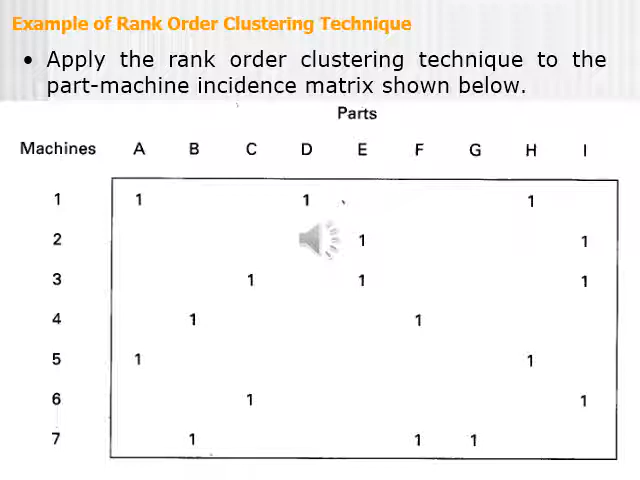 Example of Rank Order Clustering Technique
• Apply the rank order clustering technique to the
part-machine incidence matrix shown below.
Parts
Machines A B C D E F G H I
1 1 1 1
2 1 1
3 1 1 1
4 1 1
5 1 1
6 1 1
7 1 1 1